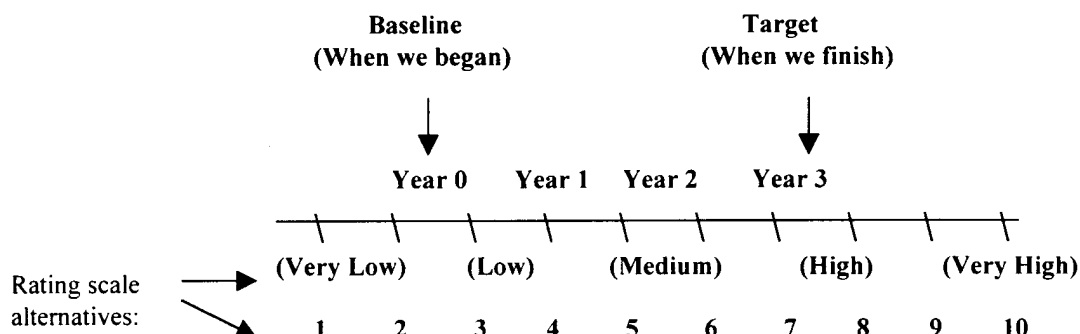 Baseline Target
(When we began) (When we finish)
Year 0 Year 1 Year 2 Year 3
(Very Low) (Low) (Medium) (High) (Very High)
Rating scale
alternatives:
1 2 3 4 5 6 7 8 9 10